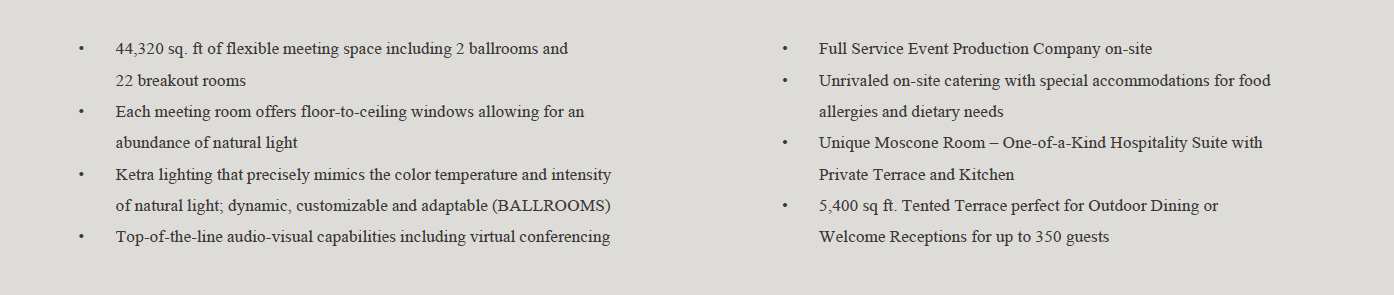 • 44,320 sq. ft of flexible meeting space including 2 ballrooms and
22 breakout rooms
• Each meeting room offers floor-to-ceiling windows allowing for an
abundance of natural light
• Ketra lighting that precisely mimics the color temperature and intensity
of natural light; dynamic, customizable and adaptable (BALLROOMS)
• Top-of-the-line audio-visual capabilities including virtual conferencing
• Full Service Event Production Company on-site
• Unrivaled on-site catering with special accommodations for food
allergies and dietary needs
• Unique Moscone Room – One-of-a-Kind Hospitality Suite with
Private Terrace and Kitchen
• 5,400 sq ft. Tented Terrace perfect for Outdoor Dining or
Welcome Receptions for up to 350 guests